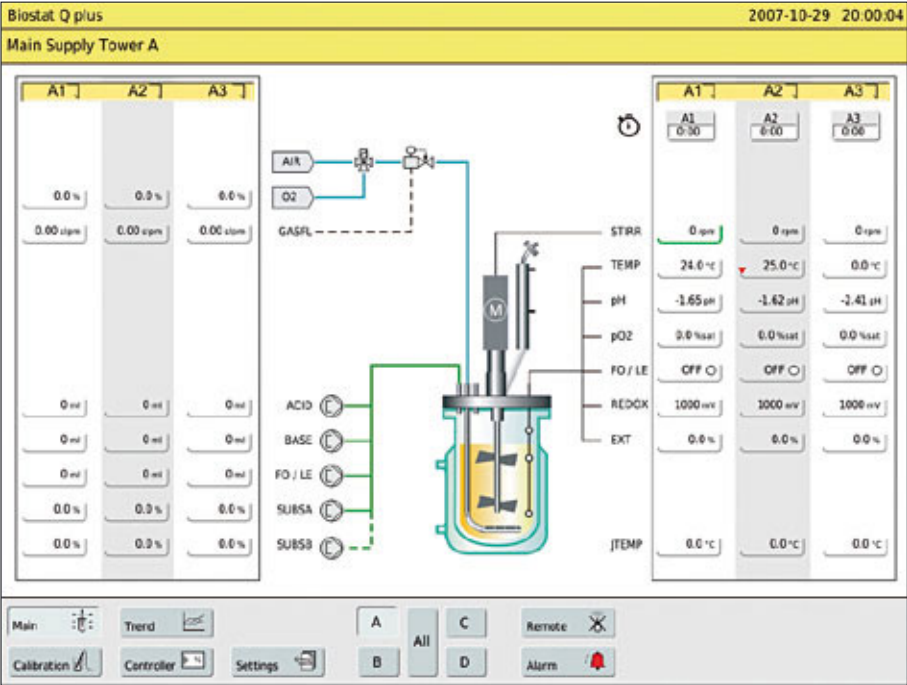 Biostat Q plus 2007-10-29 20:00:04
Main Supply Tower A
A1 A2 A3 A1 A2 A3
A1 A2 A3
0:00 0:00 0:00
AIR
0.0 % 0.0 % 0.0 % O2
0.00 slpm 0.00 slpm 0.00 slpm GASFL STIRR 0 rpm 0 rpm 0 rpm
TEMP 24.0 °C 25.0 °C 0.0 °C
M pH -1.65 pH -1.62 pH -2.41 pH
pO2 0.0 %sat 0.0 %sat 0.0 %sat
FO / LE OFF OFF OFF
0 ml 0 ml 0 ml ACID REDOX 1000 mV 1000 mV 1000 mV
0 ml 0 ml 0 ml BASE EXT 0.0 % 0.0 % 0.0 %
0 ml 0 ml 0 ml FO / LE
0.0 % 0.0 % 0.0 % SUBSA
0.0 % 0.0 % 0.0 % SUBSB JTEMP 0.0 °C 0.0 °C 0.0 °C
Main Trend A All C Remote
Calibration Controller Settings B D Alarm